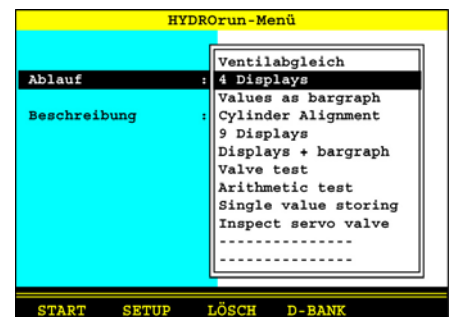 HYDROrun-Menü
Ventilabgleich
Ablauf : 4 Displays
Values as bargraph
Beschreibung : Cylinder Alignment
9 Displays
Displays + bargraph
Valve test
Arithmetic test
Single value storing
Inspect servo valve
---------------
---------------
START SETUP LÖSCH D-BANK